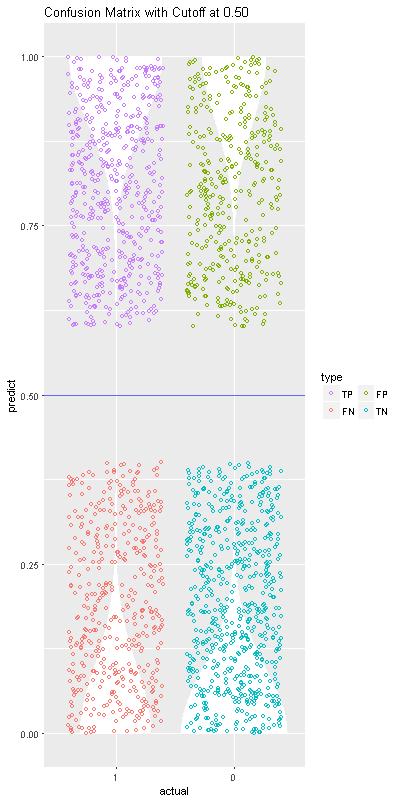 Confusion Matrix with Cutoff at 0.50
1.00
0.75
0.50
0.25
0.00
predict
1 0
actual
type
TP FP
FN TN